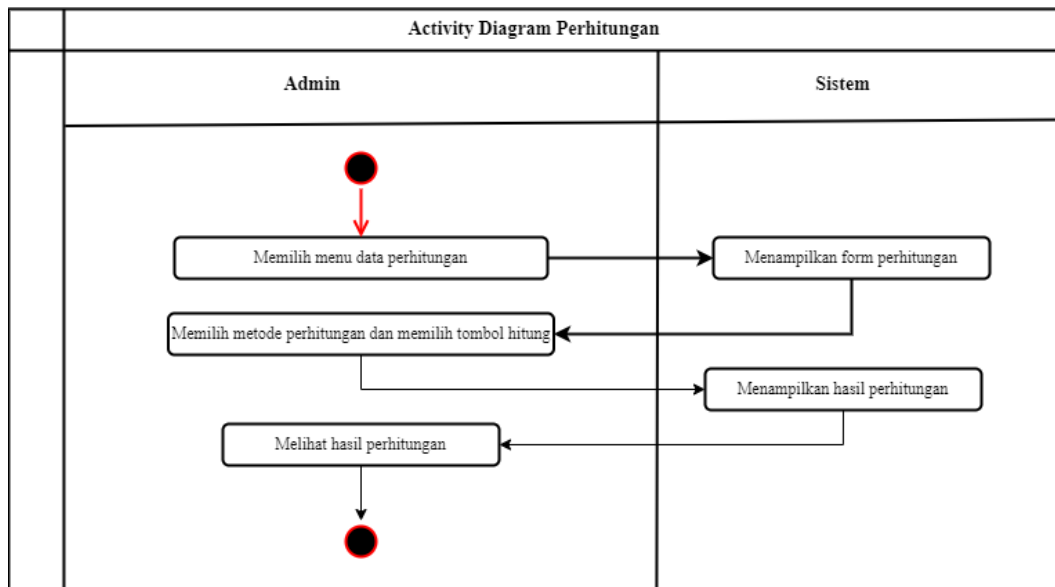 Activity Diagram Perhitungan
Admin
Sistem
Memilih menu data perhitungan
Menampilkan form perhitungan
Memilih metode perhitungan dan memilih tombol hitung
Menampilkan hasil perhitungan
Melihat hasil perhitungan